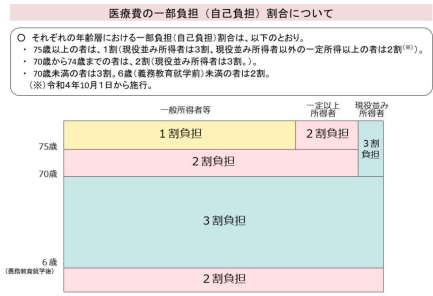 医療費の一部負担（自己負担）割合について
○ それぞれの年齢層における一部負担(自己負担)割合は、以下のとおり。
・ 75歳以上の者は、1割(現役並み所得者は3割、現役並み所得者以外の一定所得以上の者は2割(※))。
・ 70歳から74歳までの者は、2割(現役並み所得者は3割。)。
・ 70歳未満の者は3割。6歳(義務教育就学前)未満の者は2割。
(※)令和4年10月1日から施行。
一般所得者等
一定以上
所得者
現役並み
所得者
1割負担
2割負担
3割
負担
75歳
2割負担
70歳
3割負担
6歳
(義務教育就学後)
2割負担